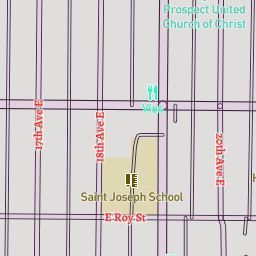 Prospect United
Church of Christ
Vios
17th Ave E
18th Ave E
20th Ave E
Saint Joseph School
E Roy St